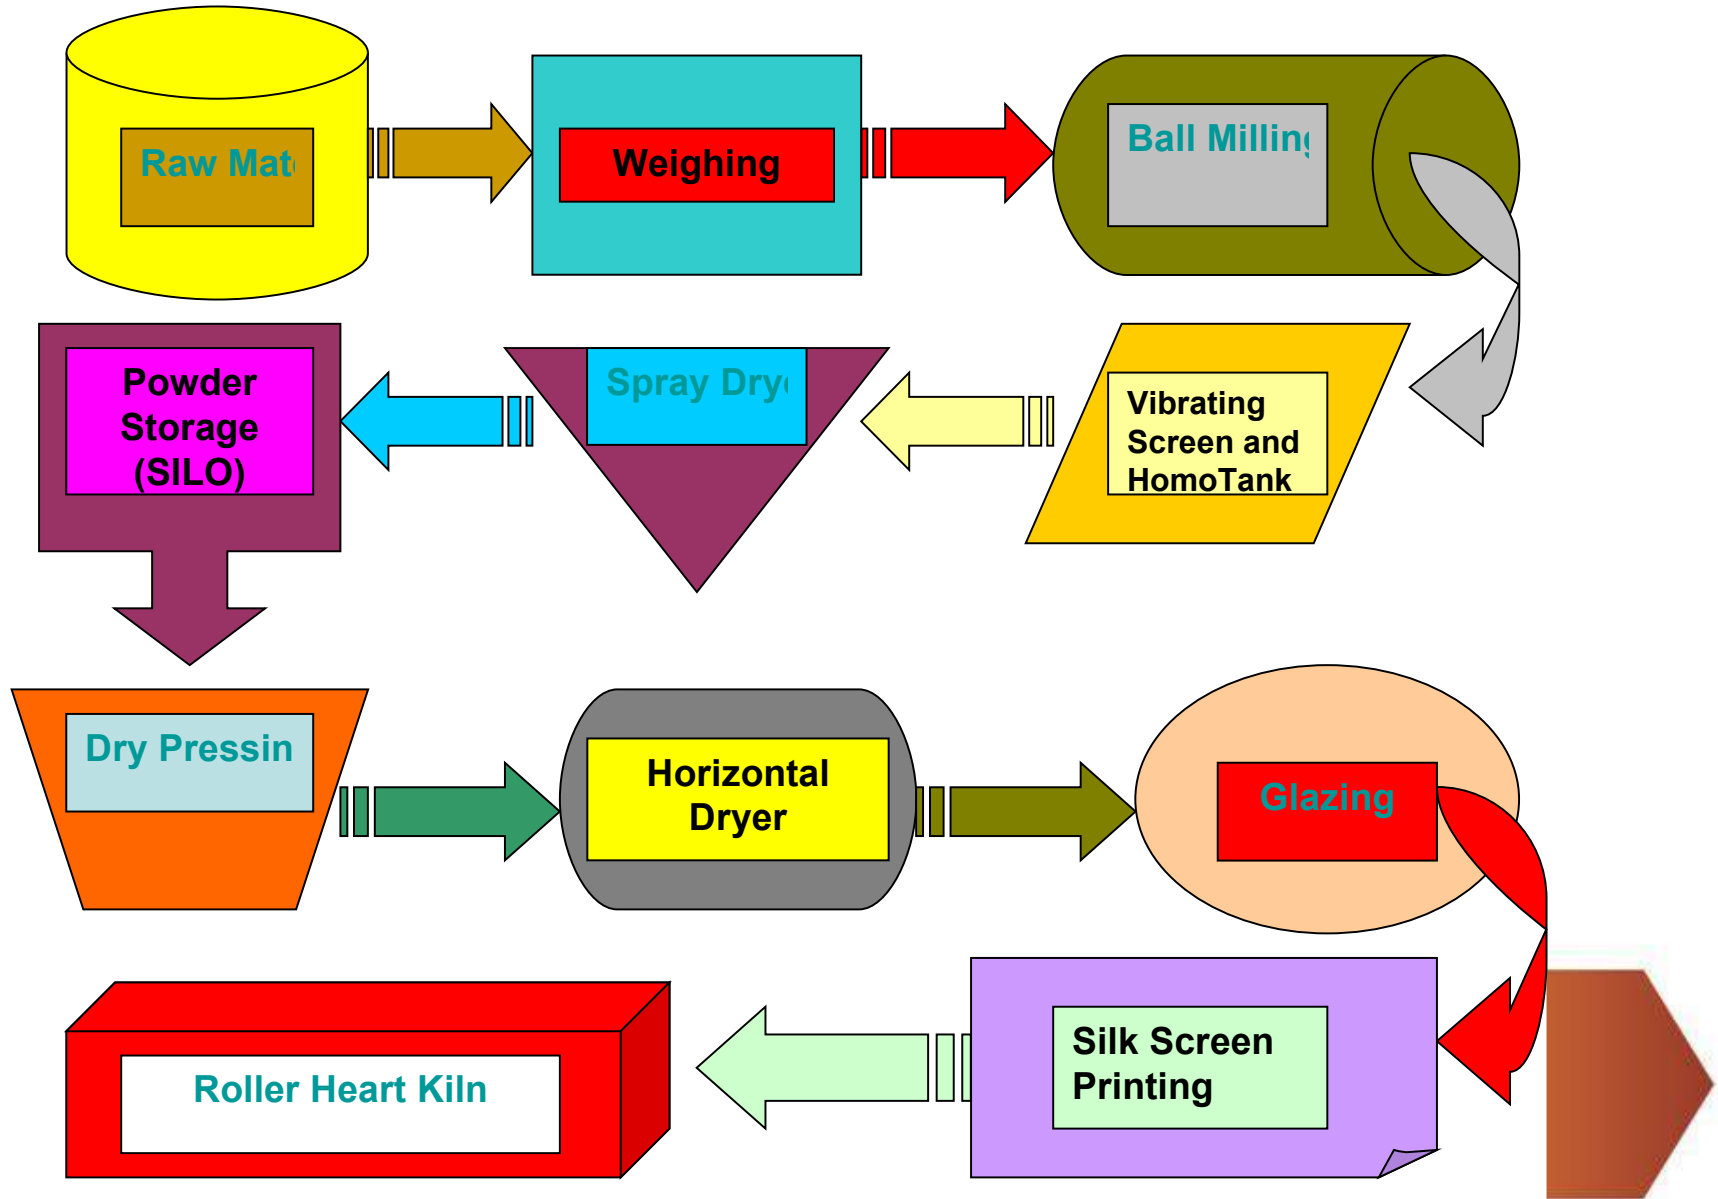 Raw Mat
Weighing
Ball Millin
Vibrating
Screen and
HomoTank
Spray Dry
Powder
Storage
(SILO)
Dry Pressin
Horizontal
Dryer
Glazing
Silk Screen
Printing
Roller Heart Kiln